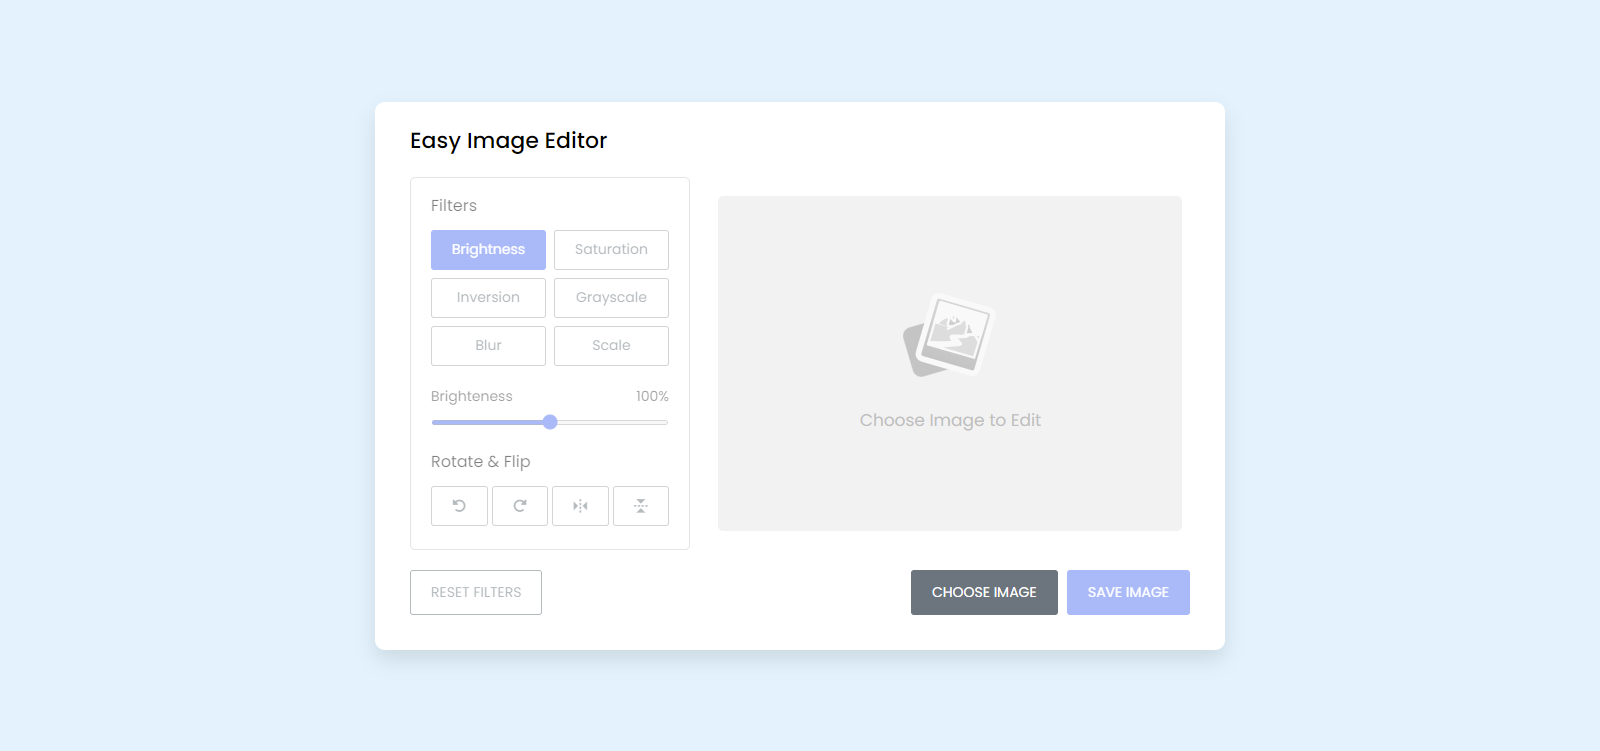 Easy Image Editor
Filters
Brightness
Saturation
Inversion
Grayscale
Blur
Scale
Brighteness
100%
Rotate & Flip
Choose Image to Edit
RESET FILTERS
CHOOSE IMAGE
SAVE IMAGE